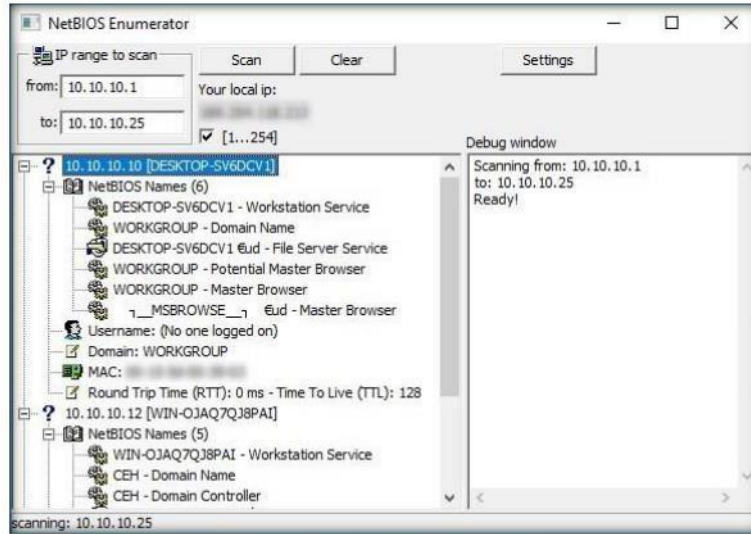 NetBIOS Enumerator
IP range to scan
from: 10.10.10.1
to: 10.10.10.25
Scan
Clear
Settings
Your local ip:
[1...254]
Debug window
10.10.10.10 [DESKTOP-SV6DCV1]
NetBIOS Names (6)
DESKTOP-SV6DCV1 - Workstation Service
WORKGROUP - Domain Name
DESKTOP-SV6DCV1 €ud - File Server Service
WORKGROUP - Potential Master Browser
WORKGROUP - Master Browser
┐__MSBROWSE__┐ €ud - Master Browser
Username: (No one logged on)
Domain: WORKGROUP
MAC:
Round Trip Time (RTT): 0 ms - Time To Live (TTL): 128
10.10.10.12 [WIN-OJAQ7QJ8PAI]
NetBIOS Names (5)
WIN-OJAQ7QJ8PAI - Workstation Service
CEH - Domain Name
CEH - Domain Controller
Scanning from: 10.10.10.1
to: 10.10.10.25
Ready!
scanning: 10.10.10.25